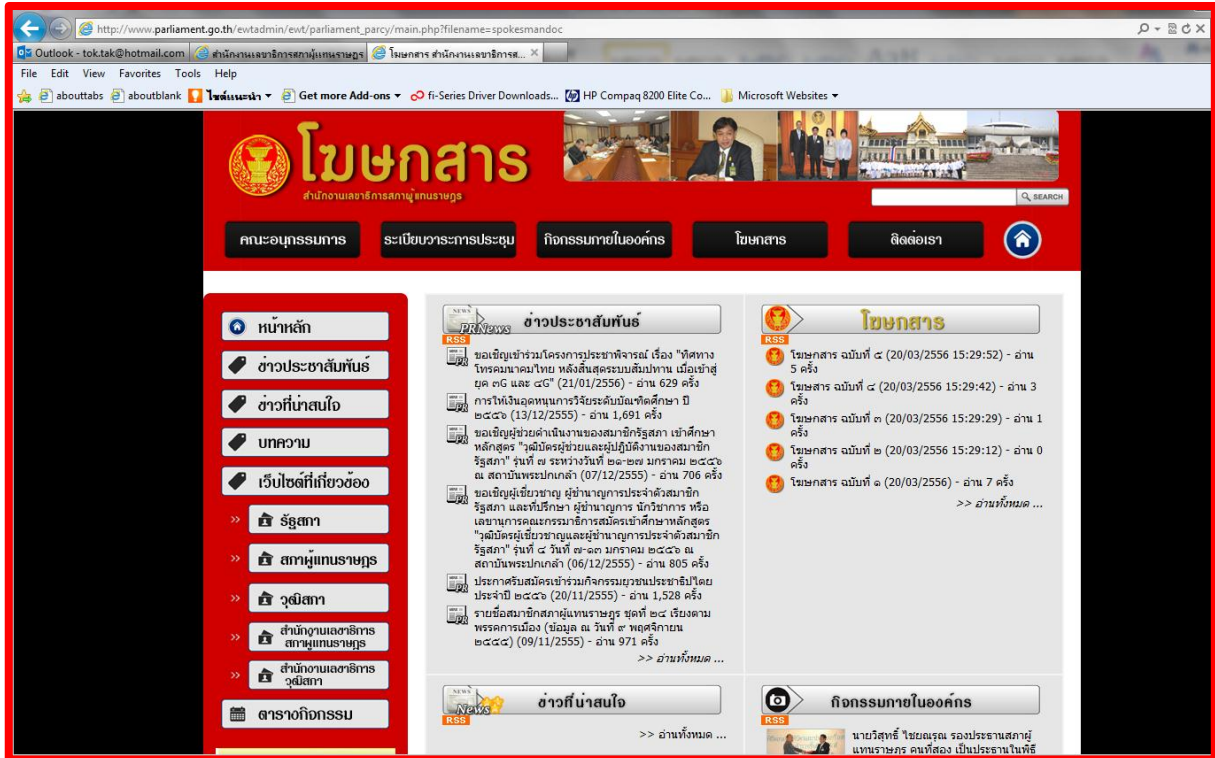 http://www.parliament.go.th/ewtadmin/ewt/parliament_parcy/main.php?filename=spokesmandoc
Outlook - tok.tak@hotmail.com
สำนักงานเลขาธิการสภาผู้แทนราษฎร
โฆษกสาร สำนักงานเลขาธิการส...
File Edit View Favorites Tools Help
abouttabs
aboutblank
ไซต์แนะนำ
Get more Add-ons
fi-Series Driver Downloads...
HP Compaq 8200 Elite Co...
Microsoft Websites
โฆษกสาร
สำนักงานเลขาธิการสภาผู้แทนราษฎร
SEARCH
คณะอนุกรรมการ
ระเบียบวาระการประชุม
กิจกรรมภายในองค์กร
โฆษกสาร
ติดต่อเรา
หน้าหลัก
ข่าวประชาสัมพันธ์
ข่าวที่น่าสนใจ
บทความ
เว็บไซต์ที่เกี่ยวข้อง
>> รัฐสภา
>> สภาผู้แทนราษฎร
>> วุฒิสภา
>> สำนักงานเลขาธิการ
สภาผู้แทนราษฎร
>> สำนักงานเลขาธิการ
วุฒิสภา
ตารางกิจกรรม
NEWS
PRNews
RSS
ข่าวประชาสัมพันธ์
ขอเชิญเข้าร่วมโครงการประชาพิจารณ์ เรื่อง "ทิศทาง
โทรคมนาคมไทย หลังสิ้นสุดระบบสัมปทาน เมื่อเข้าสู่
ยุค ๓G และ ๔G" (21/01/2556) - อ่าน 629 ครั้ง
การให้เงินอุดหนุนการวิจัยระดับบัณฑิตศึกษา ปี
๒๕๕๖ (13/12/2555) - อ่าน 1,691 ครั้ง
ขอเชิญผู้ช่วยดำเนินงานของสมาชิกรัฐสภา เข้าศึกษา
หลักสูตร "วุฒิบัตรผู้ช่วยและผู้ปฏิบัติงานของสมาชิก
รัฐสภา" รุ่นที่ ๗ ระหว่างวันที่ ๒๑-๒๗ มกราคม ๒๕๕๖
ณ สถาบันพระปกเกล้า (07/12/2555) - อ่าน 706 ครั้ง
ขอเชิญผู้เชี่ยวชาญ ผู้ชำนาญการประจำตัวสมาชิก
รัฐสภา และที่ปรึกษา ผู้ชำนาญการ นักวิชาการ หรือ
เลขานุการคณะกรรมาธิการสมัครเข้าศึกษาหลักสูตร
"วุฒิบัตรผู้เชี่ยวชาญและผู้ชำนาญการประจำตัวสมาชิก
รัฐสภา" รุ่นที่ ๔ วันที่ ๗-๑๓ มกราคม ๒๕๕๖ ณ
สถาบันพระปกเกล้า (06/12/2555) - อ่าน 805 ครั้ง
ประกาศรับสมัครเข้าร่วมกิจกรรมยุวชนประชาธิปไตย
ประจำปี ๒๕๕๖ (20/11/2555) - อ่าน 1,528 ครั้ง
รายชื่อสมาชิกสภาผู้แทนราษฎร ชุดที่ ๒๔ เรียงตาม
พรรคการเมือง (ข้อมูล ณ วันที่ ๙ พฤศจิกายน
๒๕๕๕) (09/11/2555) - อ่าน 971 ครั้ง
>> อ่านทั้งหมด ...
RSS
โฆษกสาร
โฆษกสาร ฉบับที่ ๕ (20/03/2556 15:29:52) - อ่าน
5 ครั้ง
โฆษกสาร ฉบับที่ ๔ (20/03/2556 15:29:42) - อ่าน 3
ครั้ง
โฆษกสาร ฉบับที่ ๓ (20/03/2556 15:29:29) - อ่าน 1
ครั้ง
โฆษกสาร ฉบับที่ ๒ (20/03/2556 15:29:12) - อ่าน 0
ครั้ง
โฆษกสาร ฉบับที่ ๑ (20/03/2556) - อ่าน 7 ครั้ง
>> อ่านทั้งหมด ...
NEWS
News
RSS
ข่าวที่น่าสนใจ
>> อ่านทั้งหมด ...
RSS
กิจกรรมภายในองค์กร
นายวิสุทธิ์ ไชยณรุณ รองประธานสภาผู้
แทนราษฎร คนที่สอง เป็นประธานในพิธี